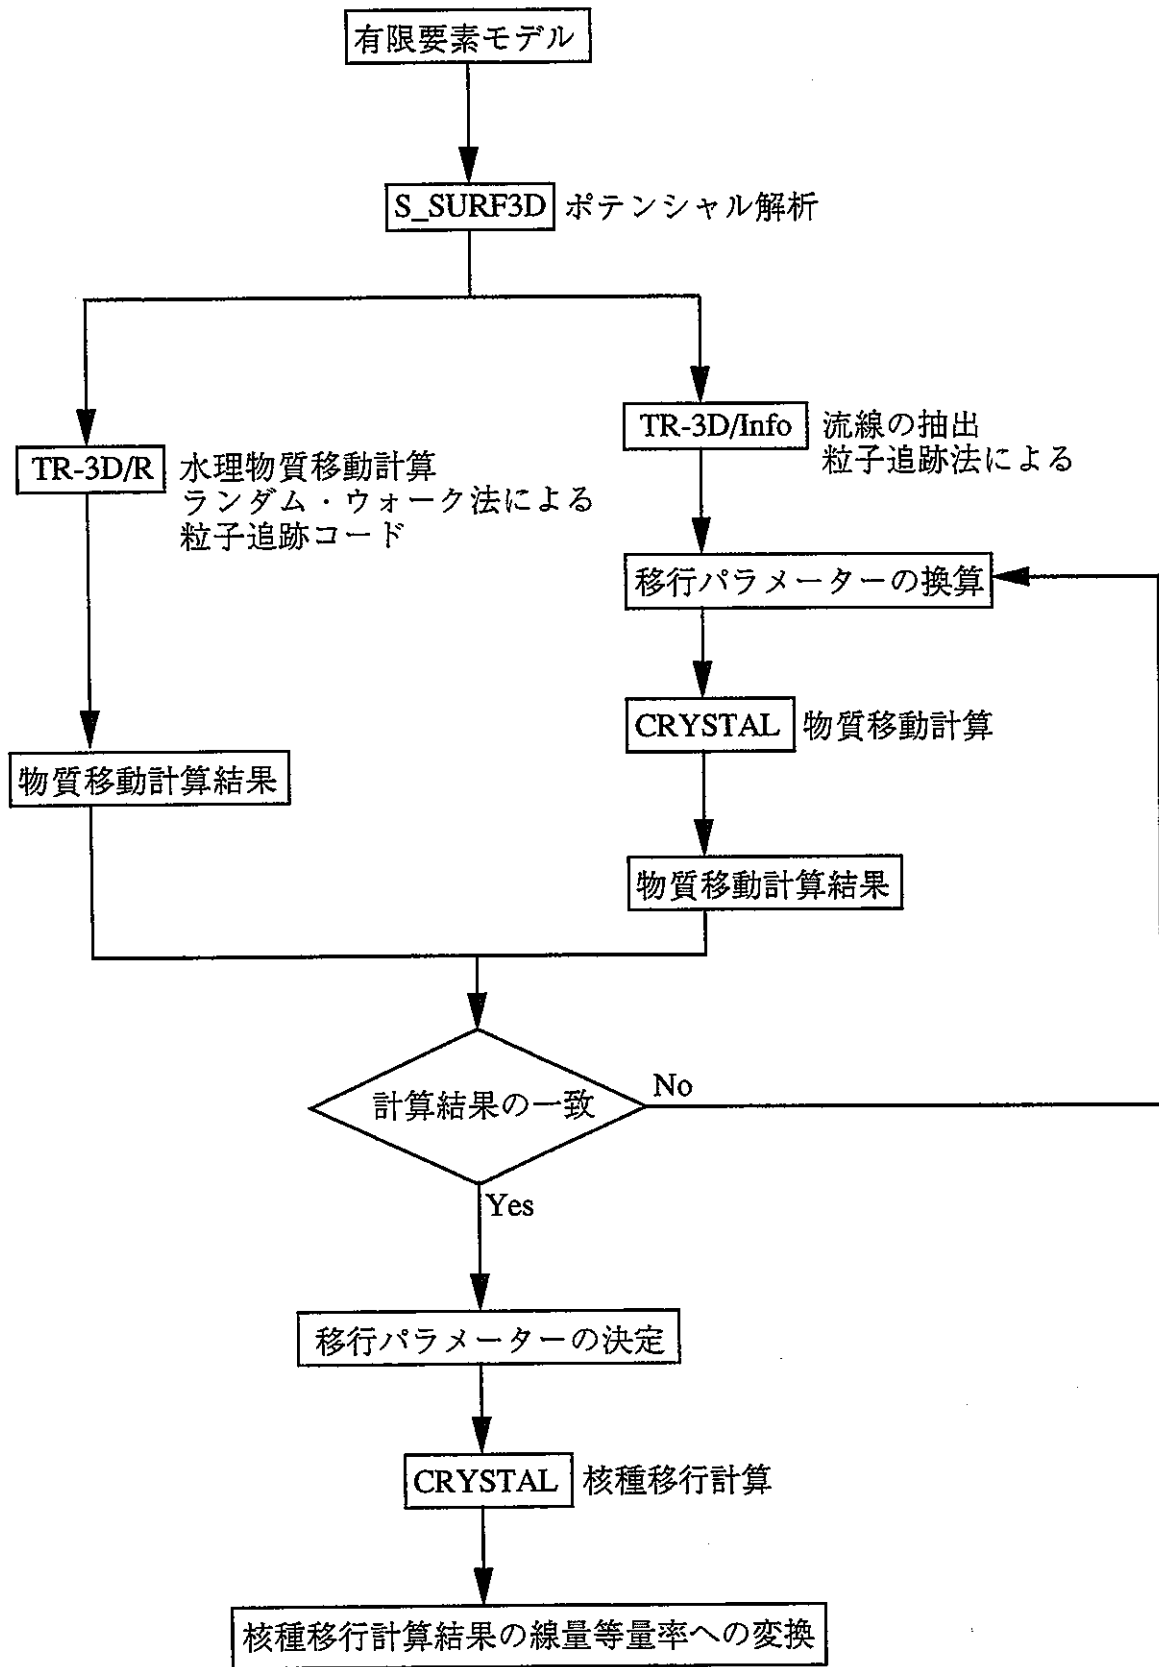 有限要素モデル
S_SURF3D ポテンシャル解析
TR-3D/Info 流線の抽出
粒子追跡法による
TR-3D/R 水理物質移動計算
ランダム・ウォーク法による
粒子追跡コード
移行パラメーターの換算
CRYSTAL 物質移動計算
物質移動計算結果
物質移動計算結果
計算結果の一致
No
Yes
移行パラメーターの決定
CRYSTAL 核種移行計算
核種移行計算結果の線量等量率への変換